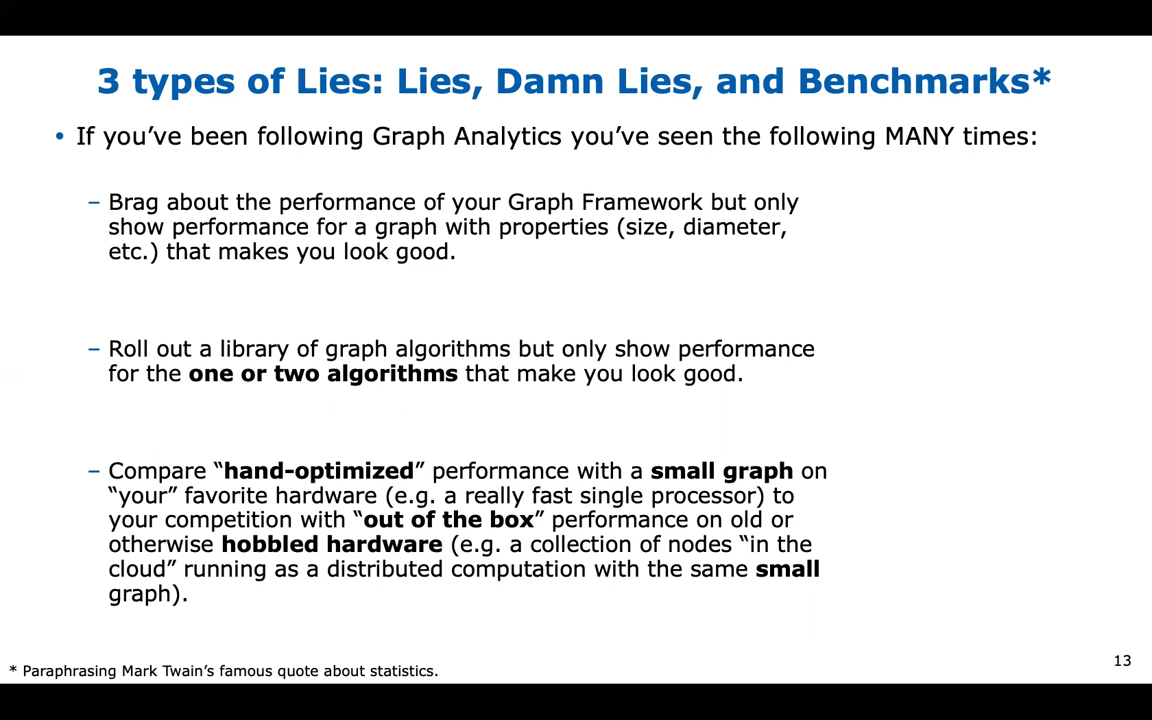 3 types of Lies: Lies, Damn Lies, and Benchmarks*
• If you’ve been following Graph Analytics you’ve seen the following MANY times:
– Brag about the performance of your Graph Framework but only
show performance for a graph with properties (size, diameter,
etc.) that makes you look good.
– Roll out a library of graph algorithms but only show performance
for the one or two algorithms that make you look good.
– Compare “hand-optimized” performance with a small graph on
“your” favorite hardware (e.g. a really fast single processor) to
your competition with “out of the box” performance on old or
otherwise hobbled hardware (e.g. a collection of nodes “in the
cloud” running as a distributed computation with the same small
graph).
13
* Paraphrasing Mark Twain’s famous quote about statistics.